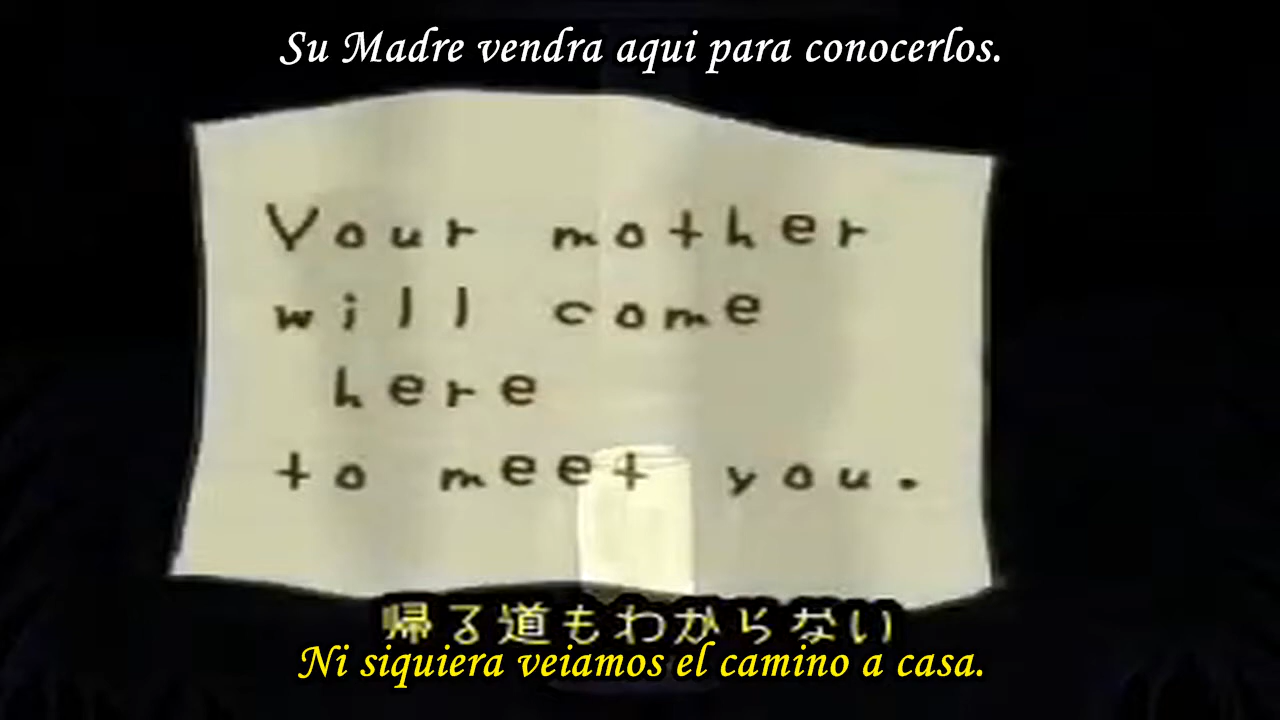 Su Madre vendra aqui para conocerlos.
Your mother
will come
here
to meet you.
帰る道もわからない
Ni siquiera veiamos el camino a casa.